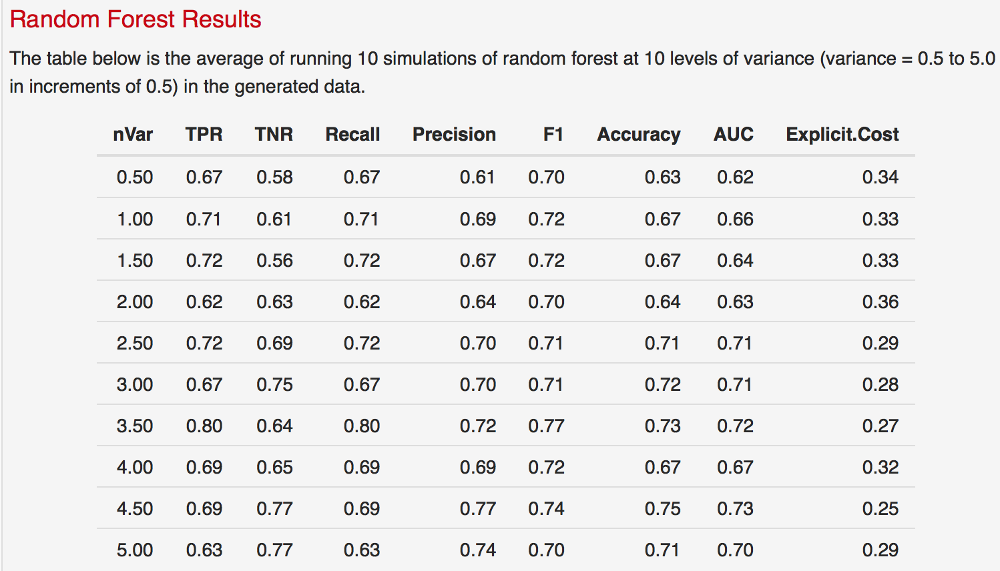 Random Forest Results
The table below is the average of running 10 simulations of random forest at 10 levels of variance (variance = 0.5 to 5.0
in increments of 0.5) in the generated data.
nVar TPR TNR Recall Precision F1 Accuracy AUC Explicit.Cost
0.50 0.67 0.58 0.67 0.61 0.70 0.63 0.62 0.34
1.00 0.71 0.61 0.71 0.69 0.72 0.67 0.66 0.33
1.50 0.72 0.56 0.72 0.67 0.72 0.67 0.64 0.33
2.00 0.62 0.63 0.62 0.64 0.70 0.64 0.63 0.36
2.50 0.72 0.69 0.72 0.70 0.71 0.71 0.71 0.29
3.00 0.67 0.75 0.67 0.70 0.71 0.72 0.71 0.28
3.50 0.80 0.64 0.80 0.72 0.77 0.73 0.72 0.27
4.00 0.69 0.65 0.69 0.69 0.72 0.67 0.67 0.32
4.50 0.69 0.77 0.69 0.77 0.74 0.75 0.73 0.25
5.00 0.63 0.77 0.63 0.74 0.70 0.71 0.70 0.29